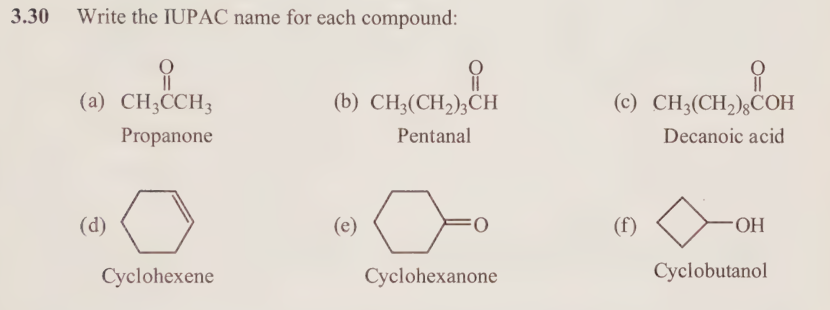 3.30 Write the IUPAC name for each compound:
O
(a) CH₃CCH₃ (b) CH₃(CH₂)₃CH (c) CH₃(CH₂)₈COH
O O
Propanone Pentanal Decanoic acid
(d) (e) O (f) OH
Cyclohexene Cyclohexanone Cyclobutanol